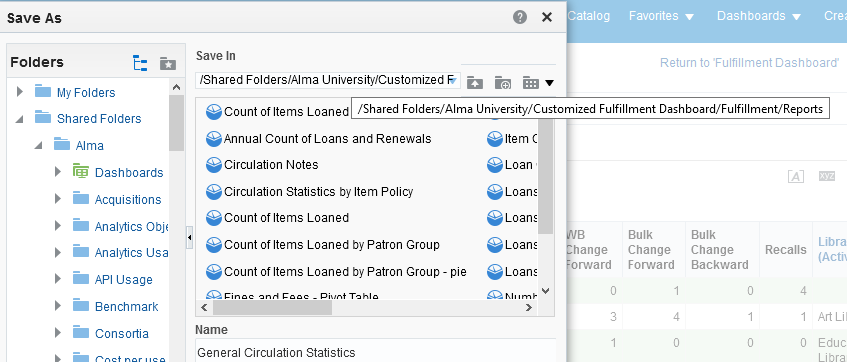 Save As
Folders
My Folders
Shared Folders
Alma
Dashboards
Acquisitions
Analytics Obje
Analytics Usa
API Usage
Benchmark
Consortia
Cost per use
Save In
/Shared Folders/Alma University/Customized F
/Shared Folders/Alma University/Customized Fulfillment Dashboard/Fulfillment/Reports
Count of Items Loaned
Annual Count of Loans and Renewals
Item C
Circulation Notes
Loan
Circulation Statistics by Item Policy
Loans
Count of Items Loaned
Loans
Count of Items Loaned by Patron Group
Loans
Count of Items Loaned by Patron Group - pie
Loans
Fines and Fees - Pivot Table
Numb
Name
General Circulation Statistics
Catalog
Favorites
Dashboards
Crea
Return to 'Fulfillment Dashboard'
A
XYZ
WB Change Forward
Bulk Change Forward
Bulk Change Backward
Recalls
Libra (Activ
0 1 0 4
3 4 1 1 Art Li
1 0 0 0 Educ
Libra